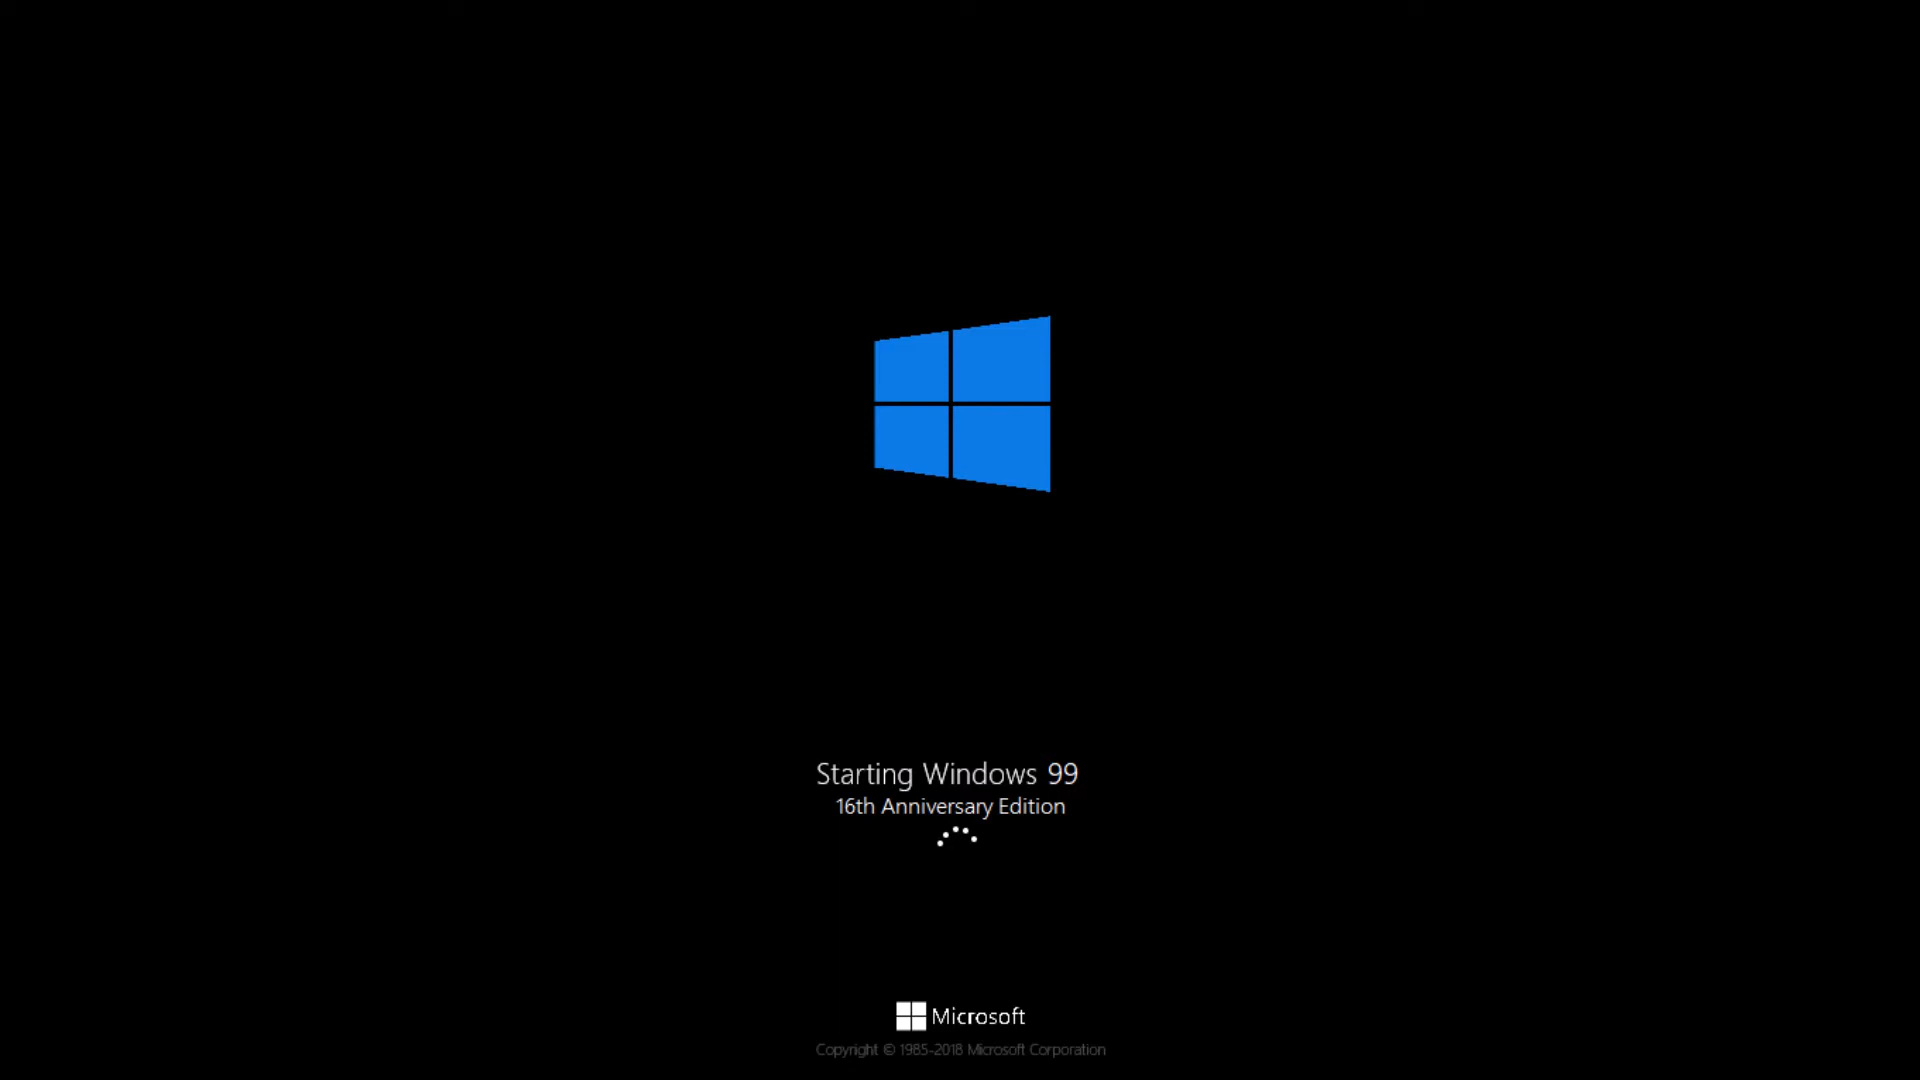 Starting Windows 99
16th Anniversary Edition
Microsoft
Copyright © 1985-2018 Microsoft Corporation